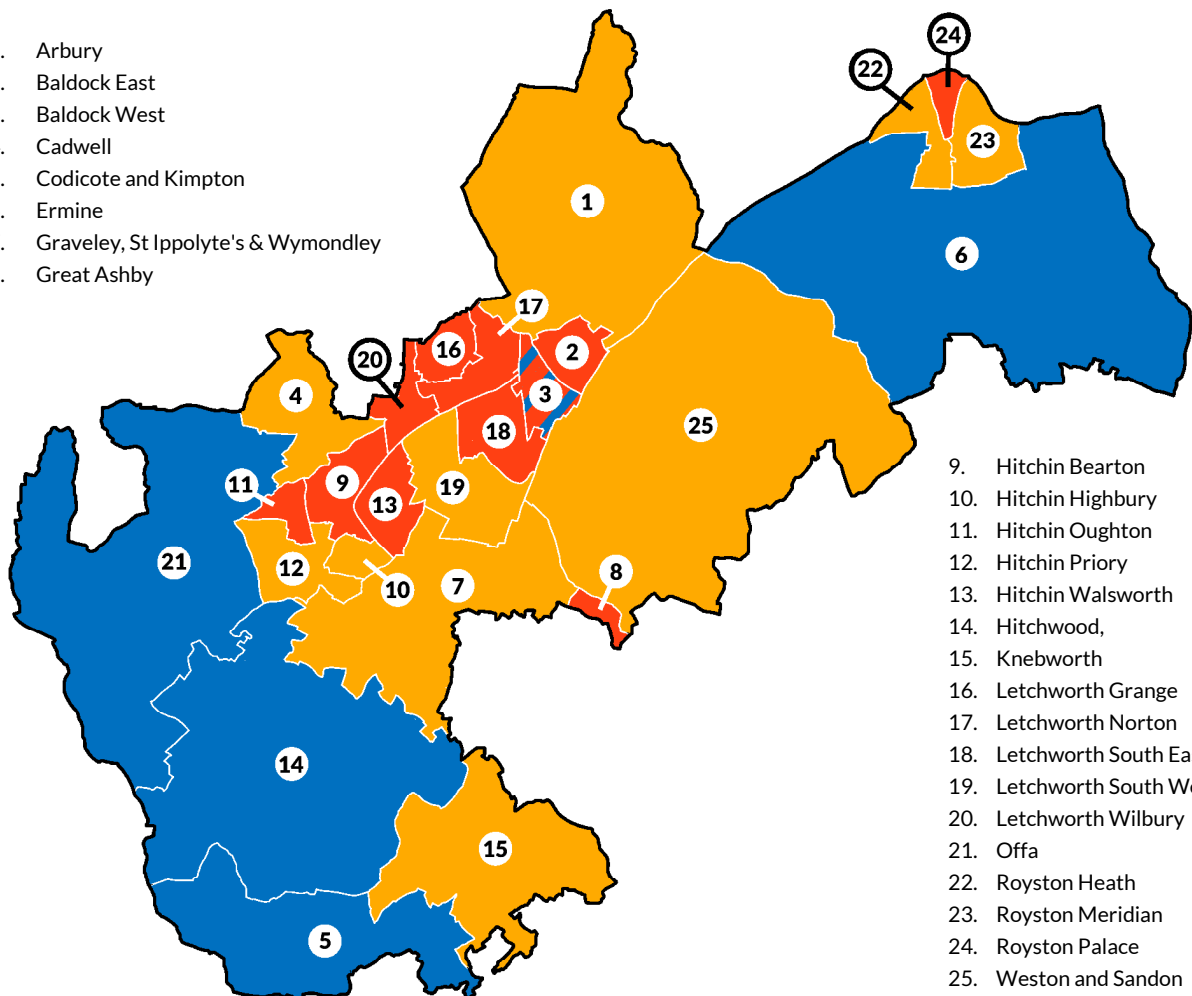 . Arbury
. Baldock East
. Baldock West
. Cadwell
. Codicote and Kimpton
. Ermine
. Graveley, St Ippolyte's & Wymondley
. Great Ashby
24
22
23
1
6
17
16
2
20
4
3
25
18
11
9
19
13
21
12
10
7
8
14
15
5
9. Hitchin Bearton
10. Hitchin Highbury
11. Hitchin Oughton
12. Hitchin Priory
13. Hitchin Walsworth
14. Hitchwood,
15. Knebworth
16. Letchworth Grange
17. Letchworth Norton
18. Letchworth South Ea
19. Letchworth South We
20. Letchworth Wilbury
21. Offa
22. Royston Heath
23. Royston Meridian
24. Royston Palace
25. Weston and Sandon